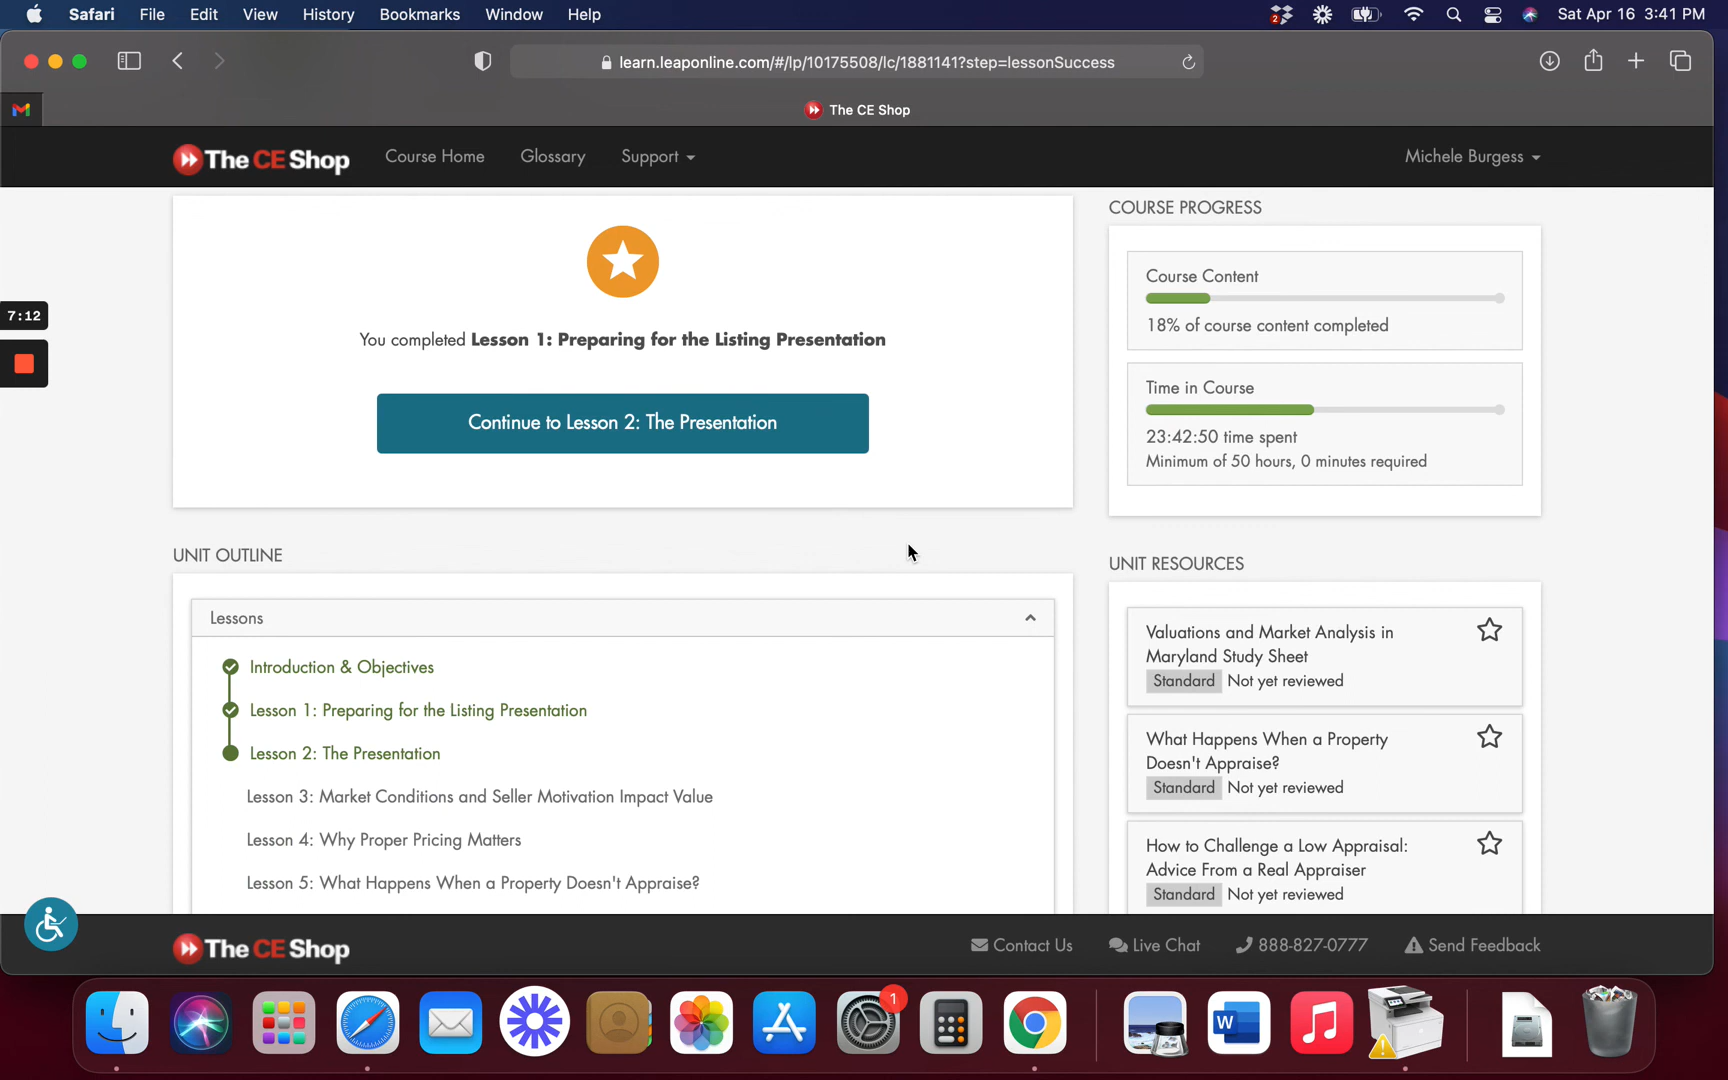 Safari File Edit View History Bookmarks Window Help
2
Sat Apr 16 3:41 PM
learn.leaponline.com/#/lp/10175508/lc/1881141?step=lessonSuccess
M
The CE Shop
The CE Shop
Course Home Glossary Support
Michele Burgess
7:12
You completed Lesson 1: Preparing for the Listing Presentation
Continue to Lesson 2: The Presentation
COURSE PROGRESS
Course Content
18% of course content completed
Time in Course
23:42:50 time spent
Minimum of 50 hours, 0 minutes required
UNIT OUTLINE
Lessons
Introduction & Objectives
Lesson 1: Preparing for the Listing Presentation
Lesson 2: The Presentation
Lesson 3: Market Conditions and Seller Motivation Impact Value
Lesson 4: Why Proper Pricing Matters
Lesson 5: What Happens When a Property Doesn't Appraise?
UNIT RESOURCES
Valuations and Market Analysis in
Maryland Study Sheet
Standard Not yet reviewed
What Happens When a Property
Doesn't Appraise?
Standard Not yet reviewed
How to Challenge a Low Appraisal:
Advice From a Real Appraiser
Standard Not yet reviewed
The CE Shop
Contact Us Live Chat 888-827-0777 Send Feedback
1
W